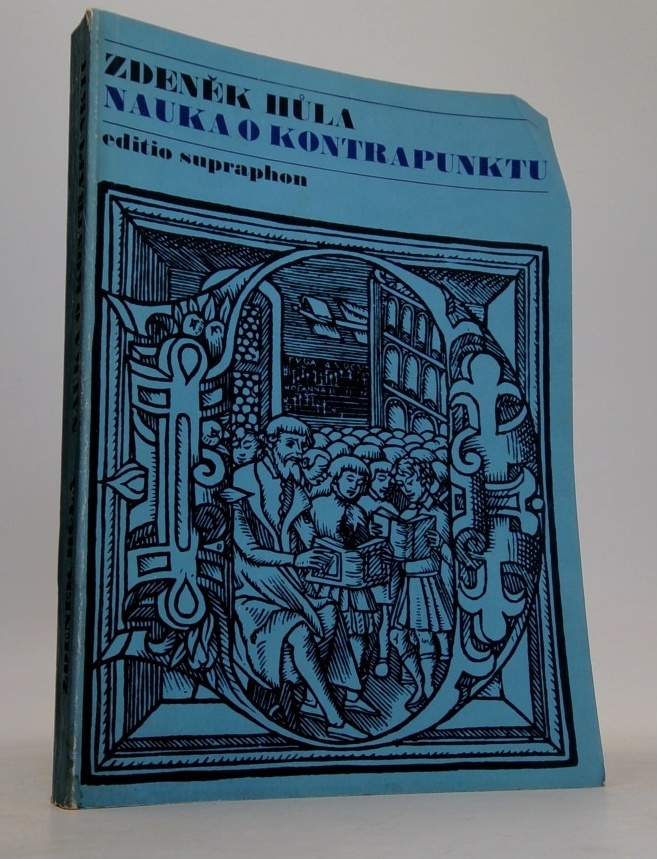 ZDENĚK HŮLA
NAUKA O KONTRAPUNKTU
editio supraphon